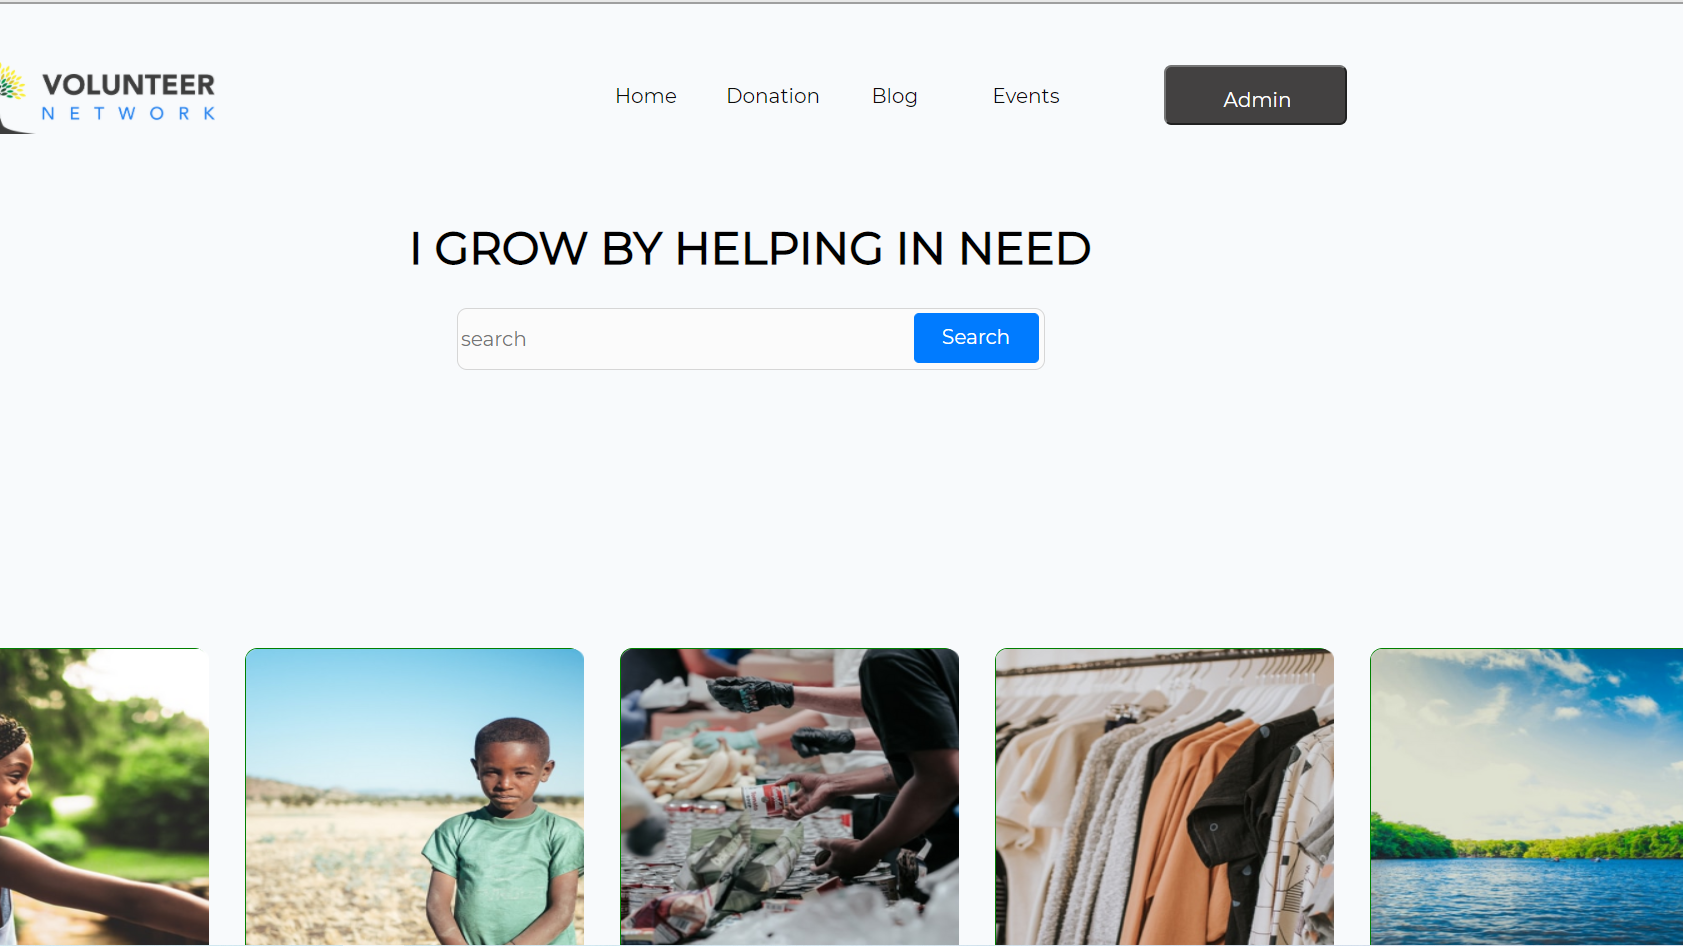 VOLUNTEER
NETWORK
Home Donation Blog Events Admin
I GROW BY HELPING IN NEED
search Search